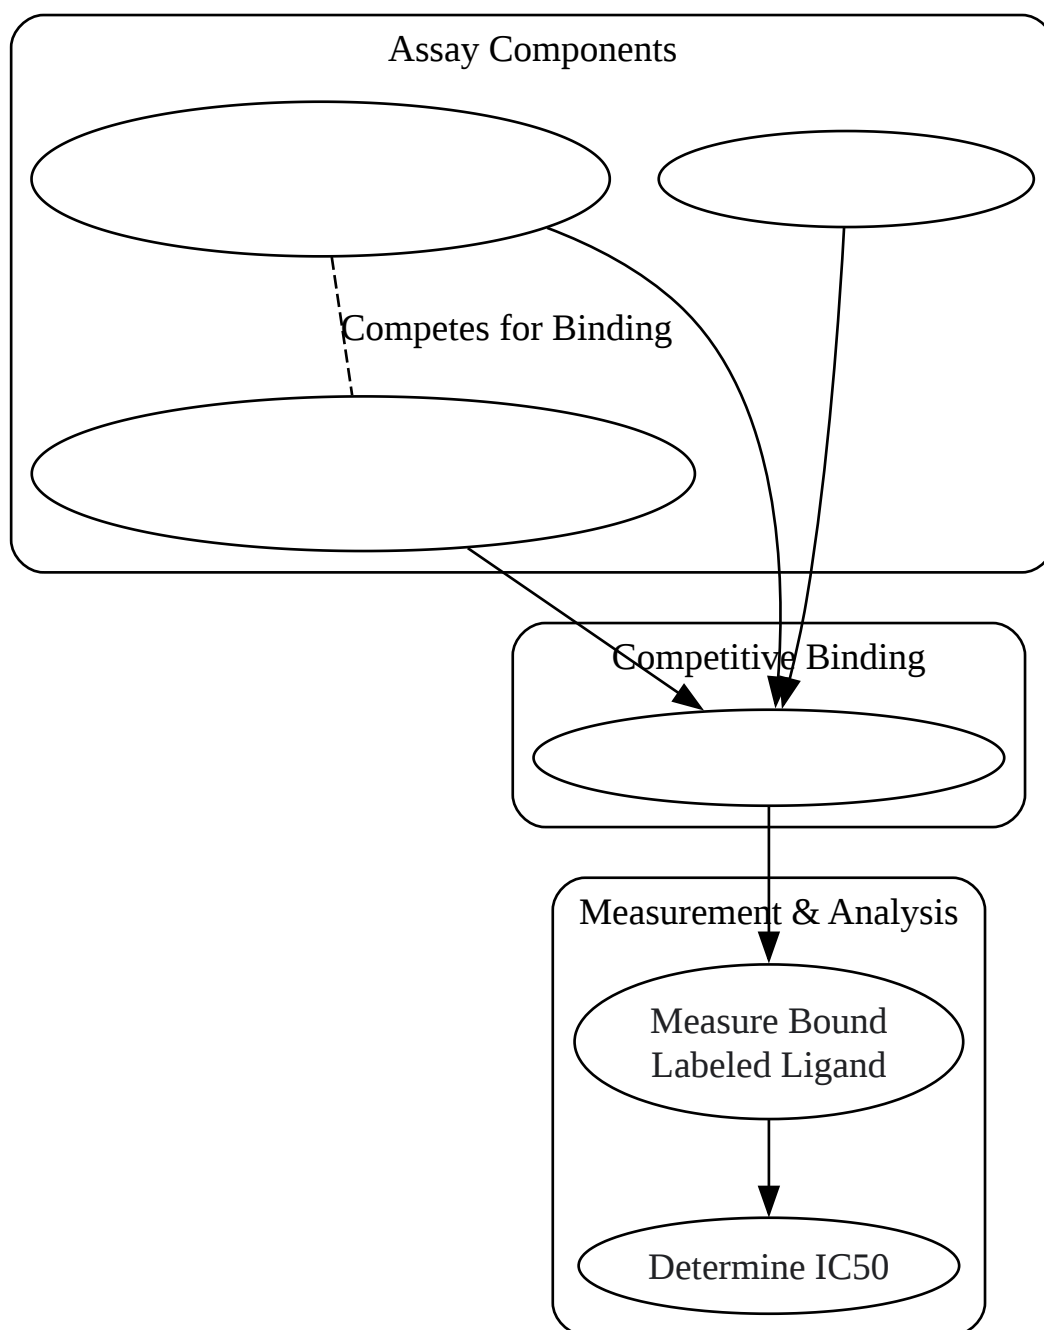 Assay Components
Competes for Binding
Competitive Binding
Measurement & Analysis
Measure Bound
Labeled Ligand
Determine IC50